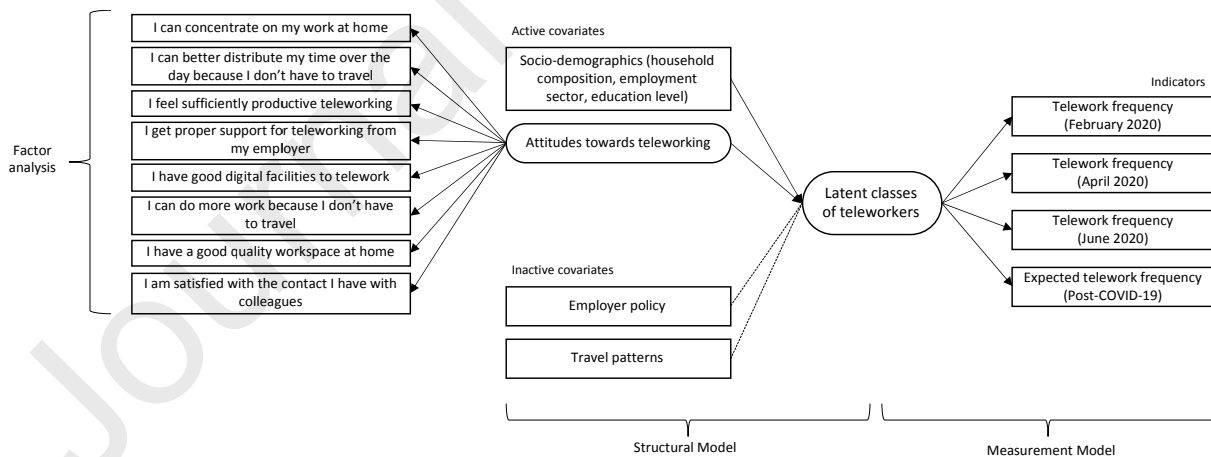 Factor
analysis
I can concentrate on my work at home
I can better distribute my time over
the day because I don't have to travel
I feel sufficiently productive teleworking
I get proper support for teleworking from
my employer
I have good digital facilities to telework
I can do more work because I don't have
to travel
I have a good quality workspace at home
I am satisfied with the contact I have with
colleagues
Active covariates
Socio-demographics (household
composition, employment
sector, education level)
Attitudes towards teleworking
Inactive covariates
Employer policy
Travel patterns
Structural Model
Latent classes
of teleworkers
Indicators
Telework frequency
(February 2020)
Telework frequency
(April 2020)
Telework frequency
(June 2020)
Expected telework frequency
(Post-COVID-19)
Measurement Model
Journal